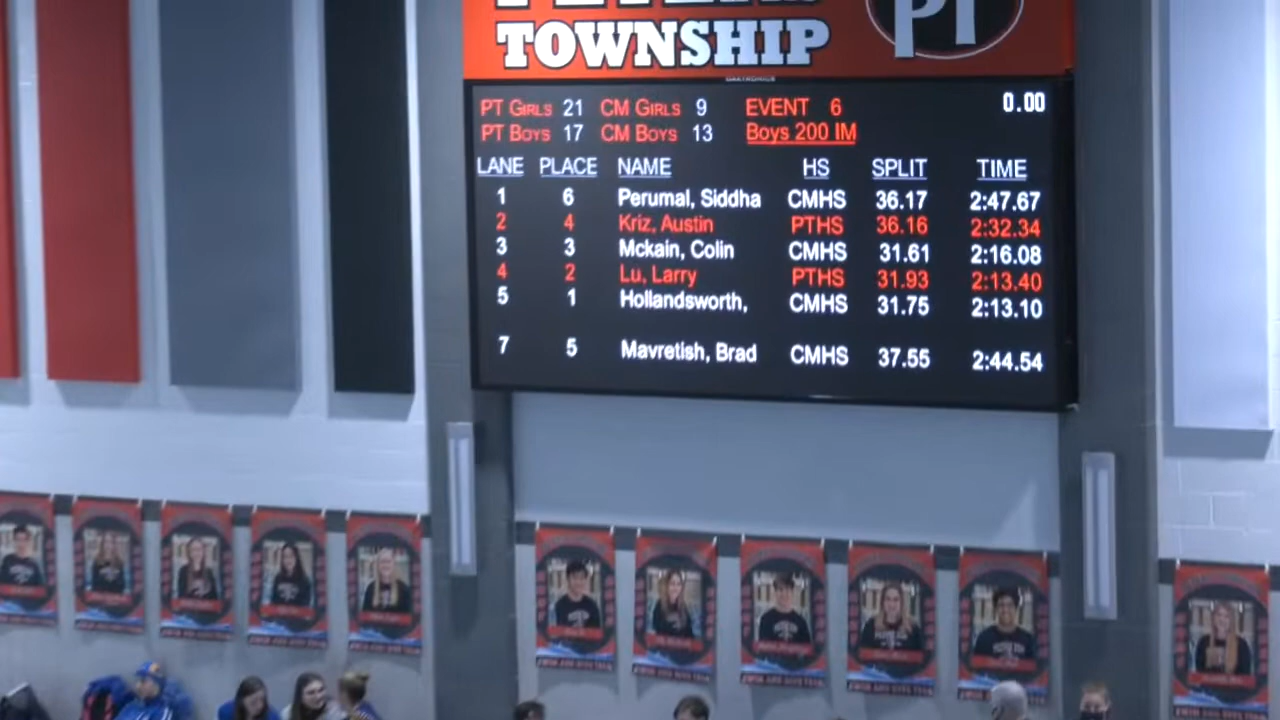 TOWNSHIP
PT
DAKTRONICS
PT GIRLS 21 CM GIRLS 9 EVENT 6 0.00
PT BOYS 17 CM BOYS 13 Boys 200 IM
LANE PLACE NAME HS SPLIT TIME
1 6 Perumal, Siddha CMHS 36.17 2:47.67
2 4 Kriz, Austin PTHS 36.16 2:32.34
3 3 Mckain, Colin CMHS 31.61 2:16.08
4 2 Lu, Larry PTHS 31.93 2:13.40
5 1 Hollandsworth, CMHS 31.75 2:13.10
7 5 Mavretish, Brad CMHS 37.55 2:44.54